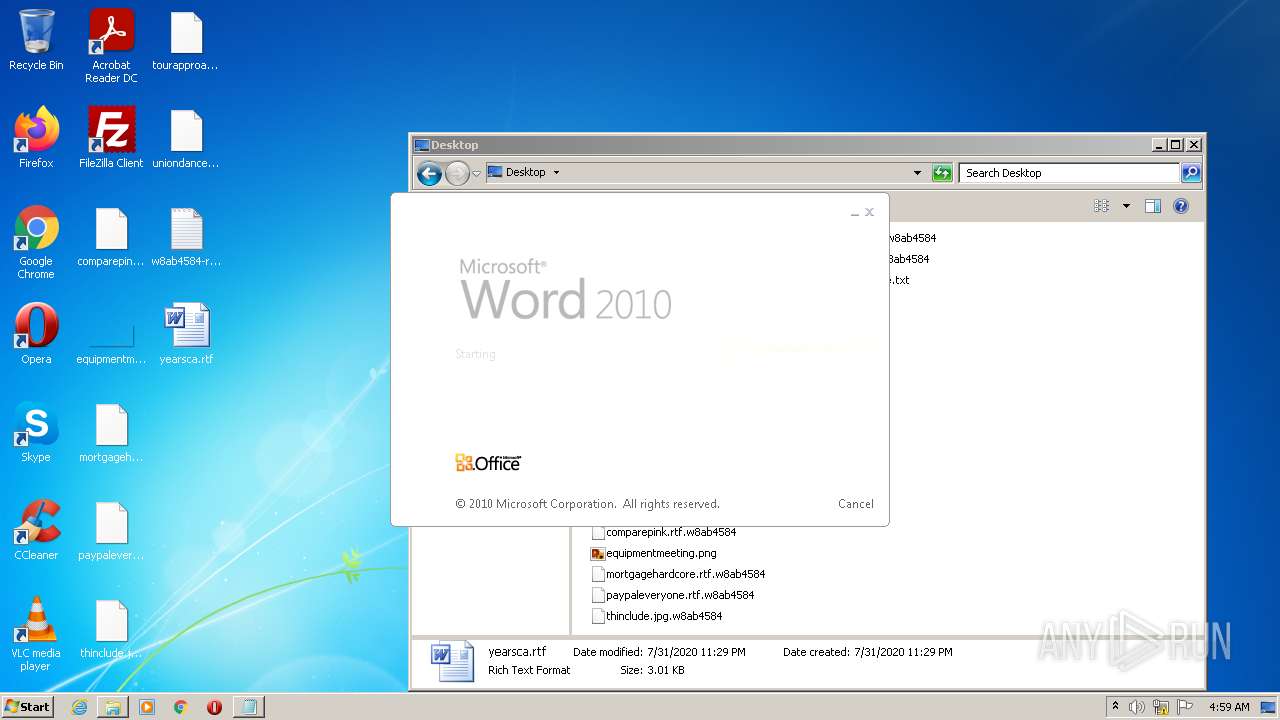 Recycle Bin
Acrobat
Reader DC
tourapproa...
Firefox
FileZilla Client
uniondance...
Google
Chrome
comparepin...
w8ab4584-r...
Opera
equipmentm...
yearsca.rtf
Skype
mortgageh...
CCleaner
paypalever...
VLC media
player
thinclude.j...
Desktop
Desktop
Search Desktop
w8ab4584
.txt
Microsoft®
Word 2010
Starting
Microsoft
Office
© 2010 Microsoft Corporation. All rights reserved.
Cancel
comparepink.rtf.w8ab4584
equipmentmeeting.png
mortgagehardcore.rtf.w8ab4584
paypaleveryone.rtf.w8ab4584
thinclude.jpg.w8ab4584
yearsca.rtf
Date modified: 7/31/2020 11:29 PM
Date created: 7/31/2020 11:29 PM
Rich Text Format
Size: 3.01 KB
ANY RUN
Start
4:59 AM